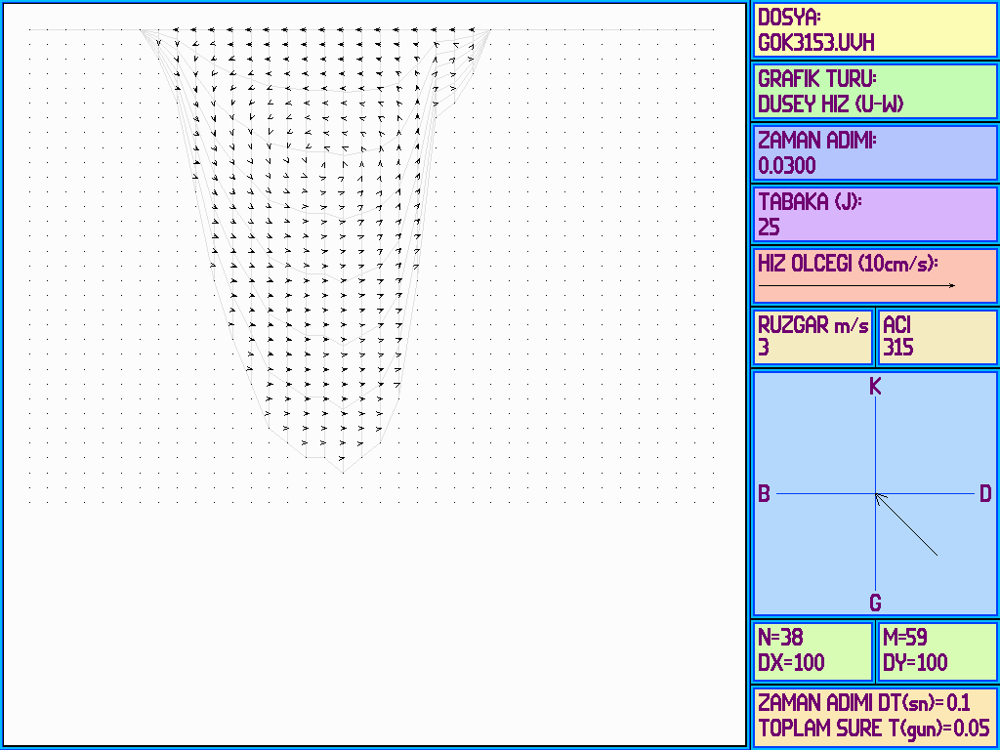 DOSYA:
GOK3153.UVH
GRAFIK TURU:
DUSEY HIZ (U-W)
ZAMAN ADIMI:
0.0300
TABAKA (J):
25
HIZ OLCEGI (10cm/s):
RUZGAR m/s
3
ACI
315
K
B
D
G
N=38
DX=100
M=59
DY=100
ZAMAN ADIMI DT(sn)=0.1
TOPLAM SURE T(gun)=0.05